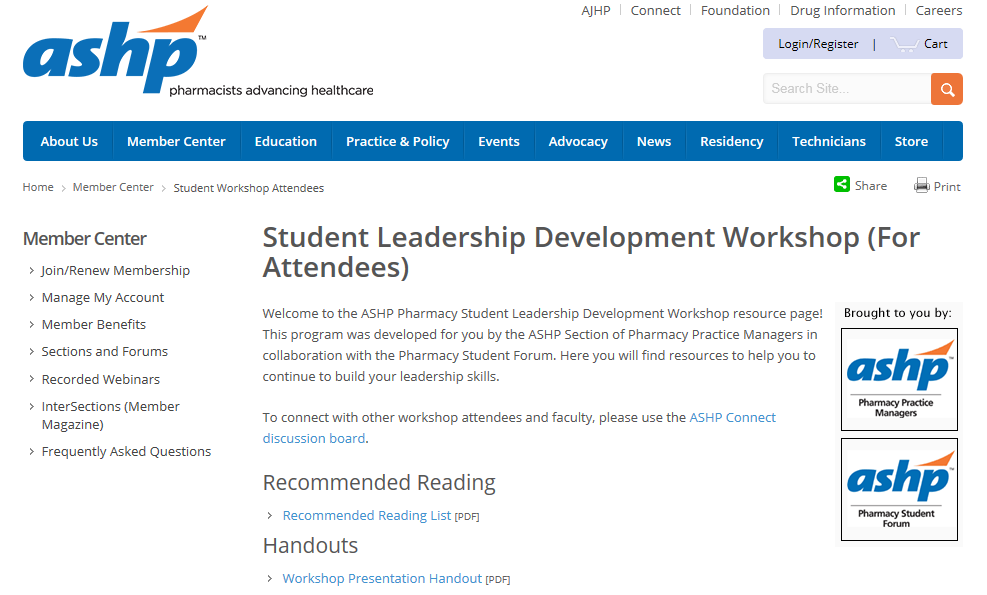 AJHP Connect Foundation Drug Information Careers
ashp™
pharmacists advancing healthcare
Login/Register | Cart
Search Site...
About Us Member Center Education Practice & Policy Events Advocacy News Residency Technicians Store
Home > Member Center > Student Workshop Attendees
Share Print
Member Center
> Join/Renew Membership
> Manage My Account
> Member Benefits
> Sections and Forums
> Recorded Webinars
> InterSections (Member
Magazine)
> Frequently Asked Questions
Student Leadership Development Workshop (For
Attendees)
Welcome to the ASHP Pharmacy Student Leadership Development Workshop resource page!
This program was developed for you by the ASHP Section of Pharmacy Practice Managers in
collaboration with the Pharmacy Student Forum. Here you will find resources to help you to
continue to build your leadership skills.
To connect with other workshop attendees and faculty, please use the ASHP Connect
discussion board.
Recommended Reading
> Recommended Reading List [PDF]
Handouts
> Workshop Presentation Handout [PDF]
Brought to you by:
ashp™
Pharmacy Practice
Managers
ashp™
Pharmacy Student
Forum